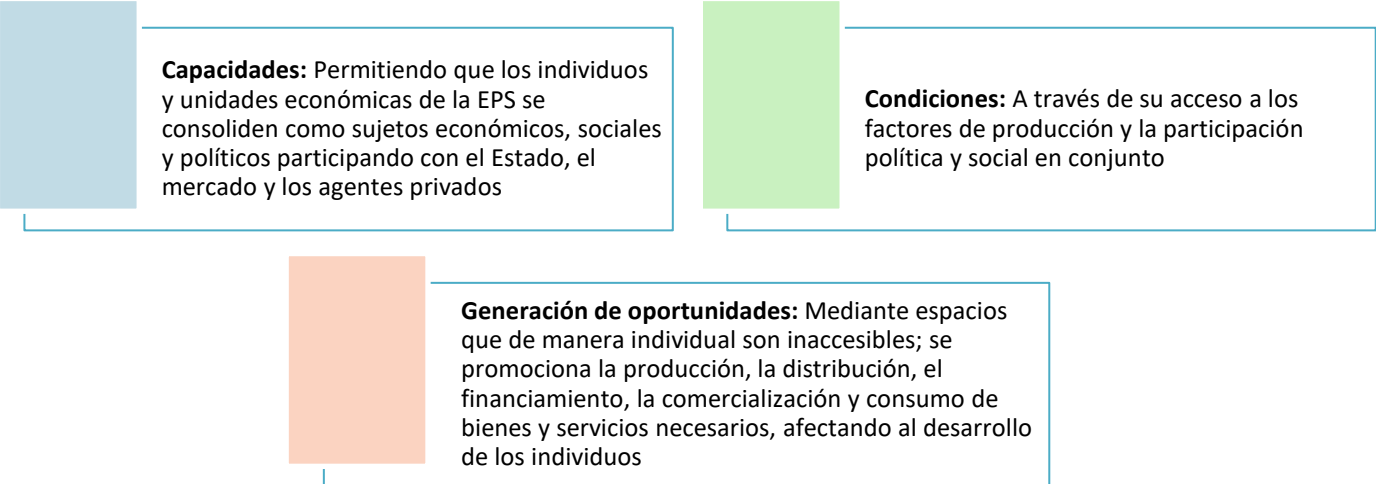 Capacidades: Permitiendo que los individuos
y unidades económicas de la EPS se
consoliden como sujetos económicos, sociales
y políticos participando con el Estado, el
mercado y los agentes privados
Condiciones: A través de su acceso a los
factores de producción y la participación
política y social en conjunto
Generación de oportunidades: Mediante espacios
que de manera individual son inaccesibles; se
promociona la producción, la distribución, el
financiamiento, la comercialización y consumo de
bienes y servicios necesarios, afectando al desarrollo
de los individuos